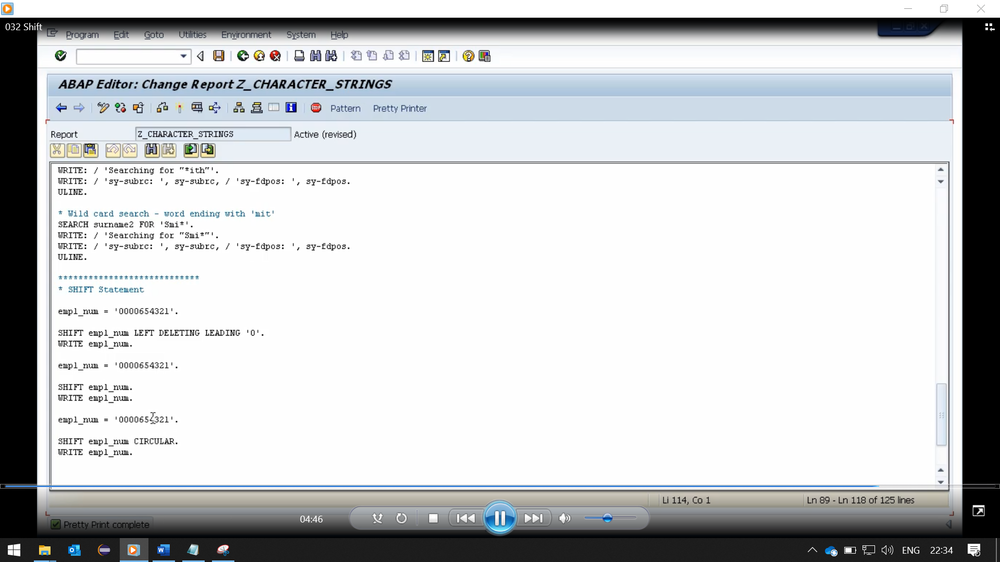 032 Shift
Program Edit Goto Utilities Environment System Help
ABAP Editor: Change Report Z_CHARACTER_STRINGS
STOP Pattern Pretty Printer
Report Z_CHARACTER_STRINGS Active (revised)
WRITE: / 'Searching for "*ith"'.
WRITE: / 'sy-subrc: ', sy-subrc, / 'sy-fdpos: ', sy-fdpos.
ULINE.
* Wild card search - word ending with 'mit'
SEARCH surname2 FOR 'Smi*'.
WRITE: / 'Searching for "Smi*"'.
WRITE: / 'sy-subrc: ', sy-subrc, / 'sy-fdpos: ', sy-fdpos.
ULINE.
****************************
* SHIFT Statement
empl_num = '0000654321'.
SHIFT empl_num LEFT DELETING LEADING '0'.
WRITE empl_num.
empl_num = '0000654321'.
SHIFT empl_num.
WRITE empl_num.
empl_num = '0000654321'.
SHIFT empl_num CIRCULAR.
WRITE empl_num.
Li 114, Co 1 Ln 89 - Ln 118 of 125 lines
04:46
Pretty Print complete
ENG 22:34